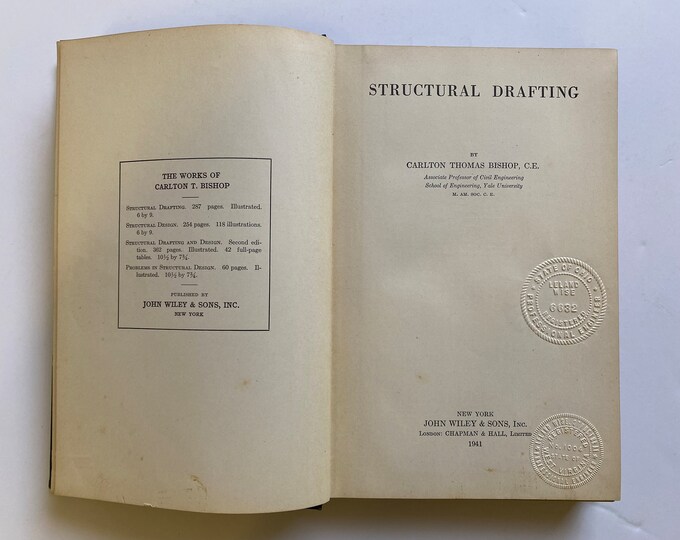 THE WORKS OF
CARLTON T. BISHOP
STRUCTURAL DRAFTING. 287 pages. Illustrated.
6 by 9.
STRUCTURAL DESIGN. 254 pages. 118 illustrations.
6 by 9.
STRUCTURAL DRAFTING AND DESIGN. Second edi-
tion. 362 pages. Illustrated. 42 full-page
tables. 10½ by 7¾.
PROBLEMS IN STRUCTURAL DESIGN. 60 pages. Il-
lustrated. 10½ by 7¾.
PUBLISHED BY
JOHN WILEY & SONS, INC.
NEW YORK
STRUCTURAL DRAFTING
BY
CARLTON THOMAS BISHOP, C.E.
Associate Professor of Civil Engineering
School of Engineering, Yale University
M. AM. SOC. C. E.
STATE OF OHIO
LELAND
WISE
6632
REGISTERED
PROFESSIONAL ENGINEER
NEW YORK
JOHN WILEY & SONS, INC.
LONDON: CHAPMAN & HALL, LIMITED
1941
REGISTERED
WEST VIRGINIA